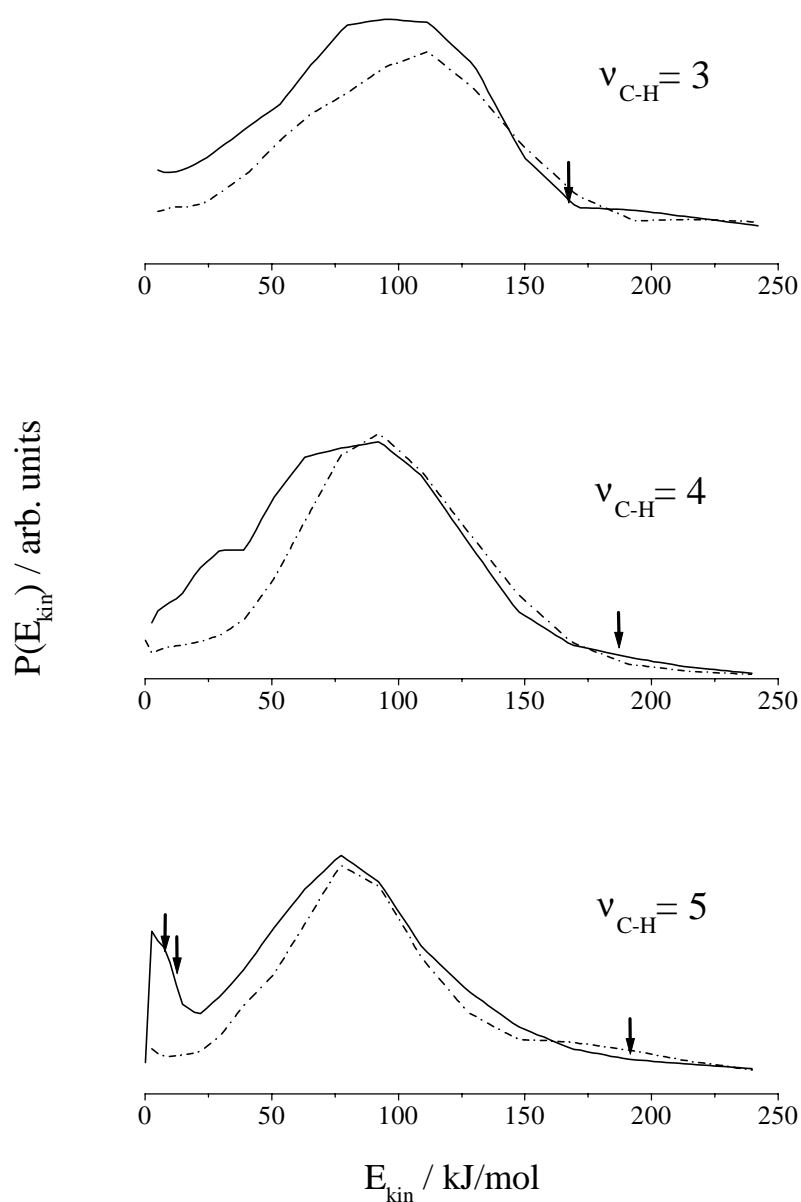 ν_C-H = 3
0 50 100 150 200 250
P(E_kin) / arb. units
ν_C-H = 4
0 50 100 150 200 250
ν_C-H = 5
0 50 100 150 200 250
E_kin / kJ/mol